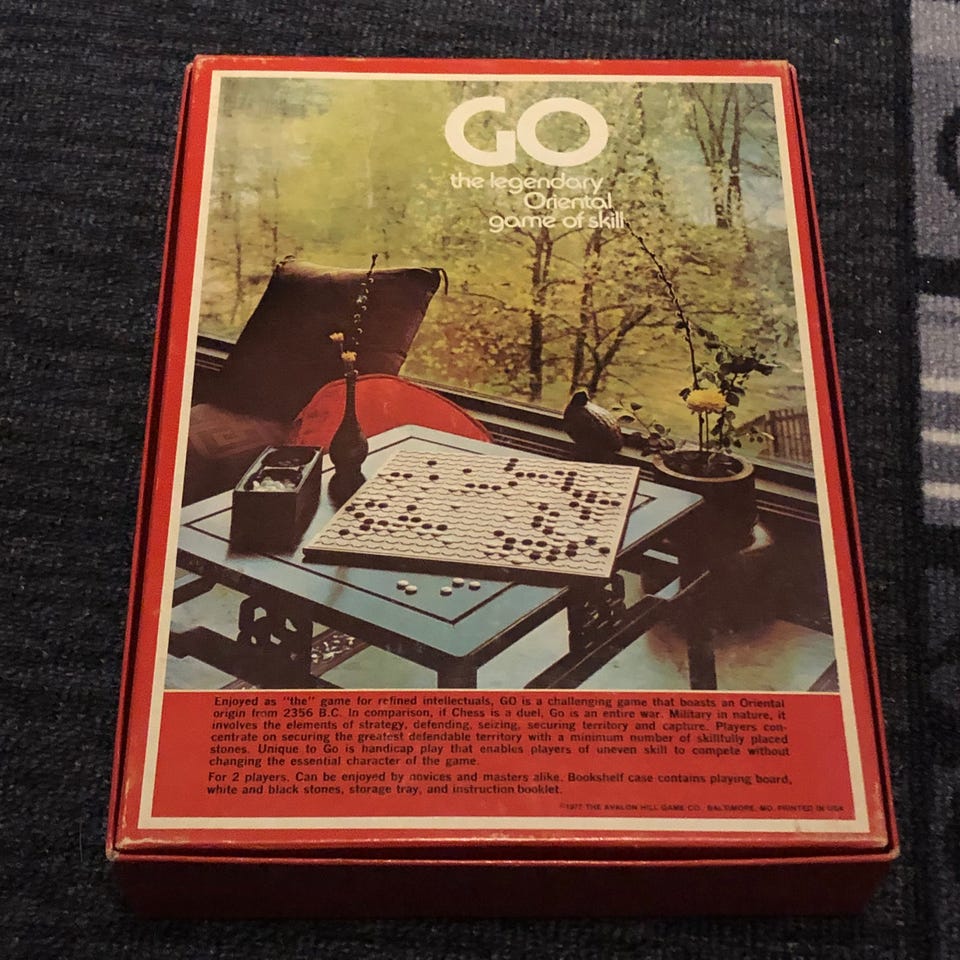 GO
the legendary
Oriental
game of skill
Enjoyed as "the" game for refined intellectuals, GO is a challenging game that boasts an Oriental
origin from 2356 B.C. In comparison, if Chess is a duel, Go is an entire war. Military in nature, it
involves the elements of strategy, defending, seizing, securing territory and capture. Players con-
centrate on securing the greatest defendable territory with a minimum number of skillfully placed
stones. Unique to Go is handicap play that enables players of uneven skill to compete without
changing the essential character of the game.
For 2 players. Can be enjoyed by novices and masters alike. Bookshelf case contains playing board,
white and black stones, storage tray, and instruction booklet.
©1977 THE AVALON HILL GAME CO. BALTIMORE, MD. PRINTED IN USA